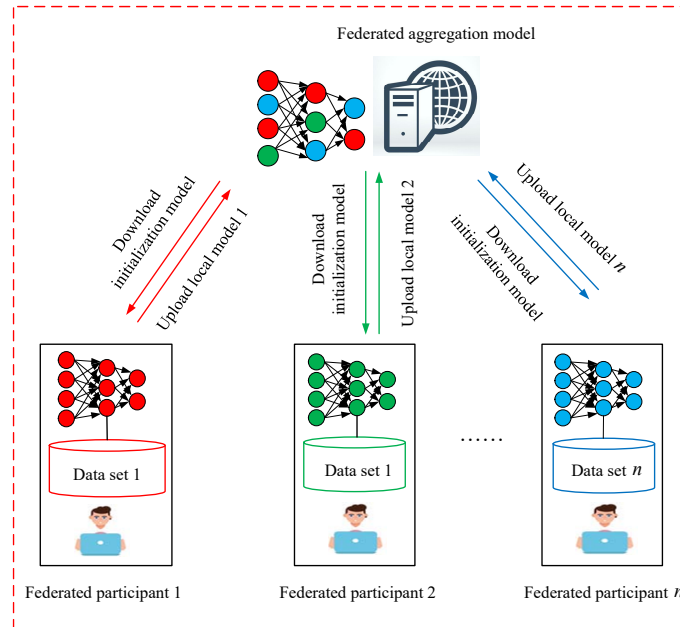 Federated aggregation model
Download
initialization model
Upload local model 1
Download
initialization model
Upload local model 2
Upload local model n
Download
initialization model
Data set 1
Data set 1
......
Data set n
Federated participant 1
Federated participant 2
Federated participant n